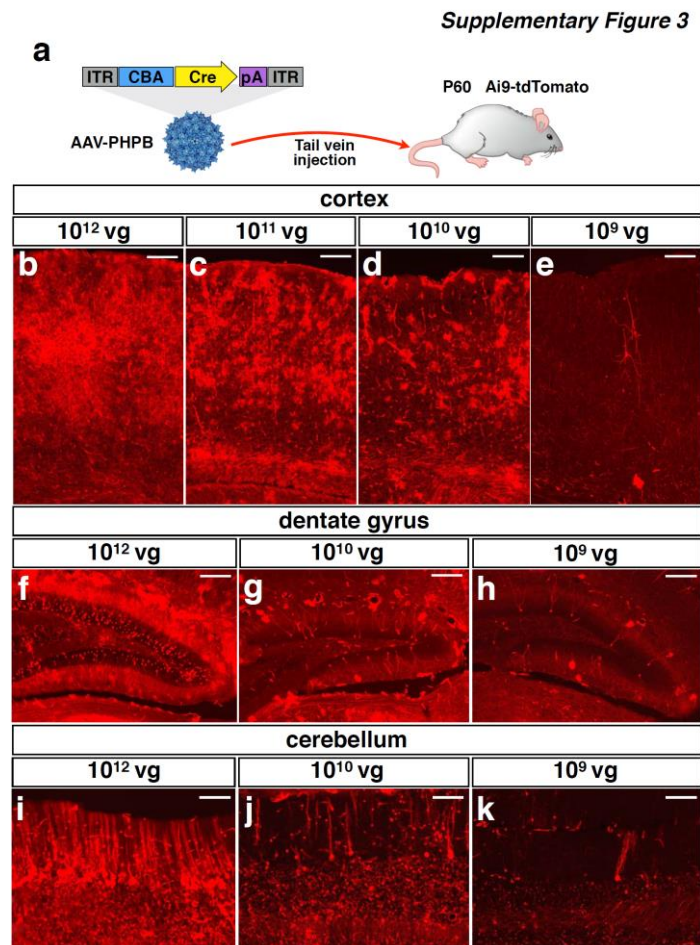 Supplementary Figure 3
a
ITR CBA Cre pA ITR
P60 Ai9-tdTomato
AAV-PHPB
Tail vein
injection
cortex
10¹² vg 10¹¹ vg 10¹⁰ vg 10⁹ vg
b c d e
dentate gyrus
10¹² vg 10¹⁰ vg 10⁹ vg
f g h
cerebellum
10¹² vg 10¹⁰ vg 10⁹ vg
i j k